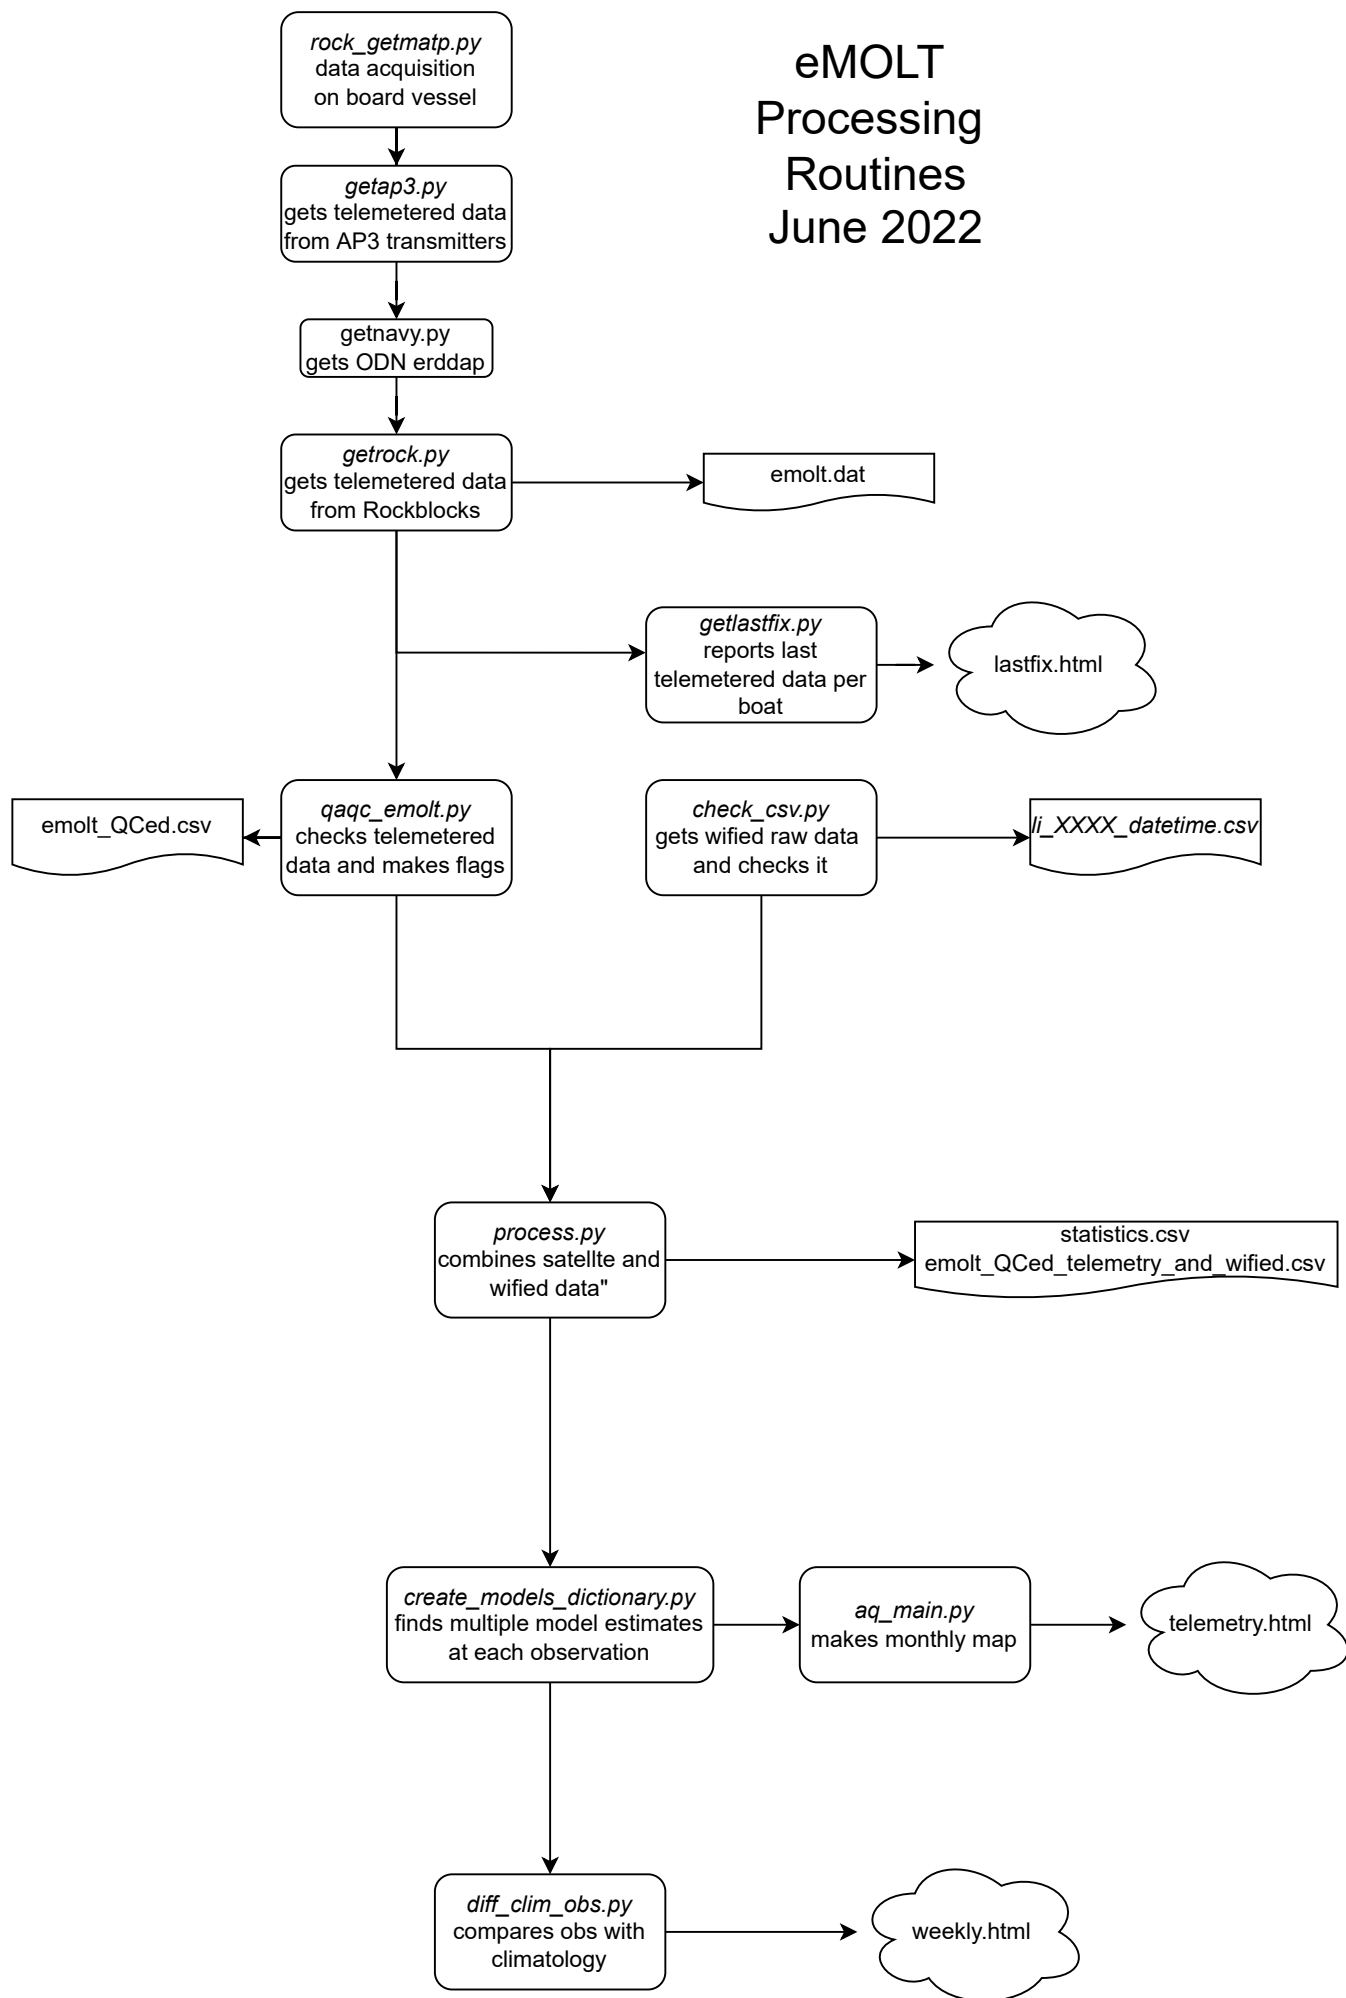 rock_getmatp.py
data acquisition
on board vessel
eMOLT
Processing
Routines
June 2022
getap3.py
gets telemetered data
from AP3 transmitters
getnavy.py
gets ODN erddap
getrock.py
gets telemetered data
from Rockblocks
emolt.dat
getlastfix.py
reports last
telemetered data per
boat
lastfix.html
emolt_QCed.csv
qaqc_emolt.py
checks telemetered
data and makes flags
check_csv.py
gets wified raw data
and checks it
li_XXXX_datetime.csv
process.py
combines satellte and
wified data"
statistics.csv
emolt_QCed_telemetry_and_wified.csv
create_models_dictionary.py
finds multiple model estimates
at each observation
aq_main.py
makes monthly map
telemetry.html
diff_clim_obs.py
compares obs with
climatology
weekly.html